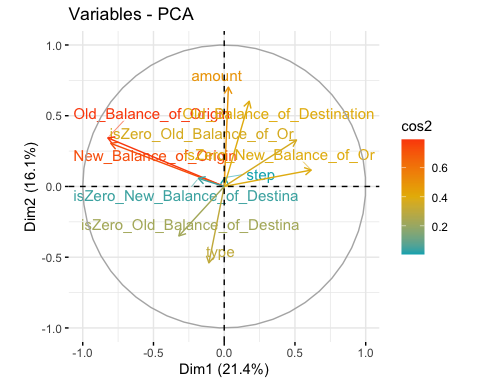 Variables - PCA
1.0
0.5
0.0
-0.5
-1.0
Dim2 (16.1%)
amount
Old_Balance_of_Origin
Old_Balance_of_Destination
isZero_Old_Balance_of_Or
New_Balance_of_Origin
isZero_New_Balance_of_Or
step
isZero_New_Balance_of_Destina
isZero_Old_Balance_of_Destina
type
-1.0
-0.5
0.0
0.5
1.0
Dim1 (21.4%)
cos2
0.6
0.4
0.2